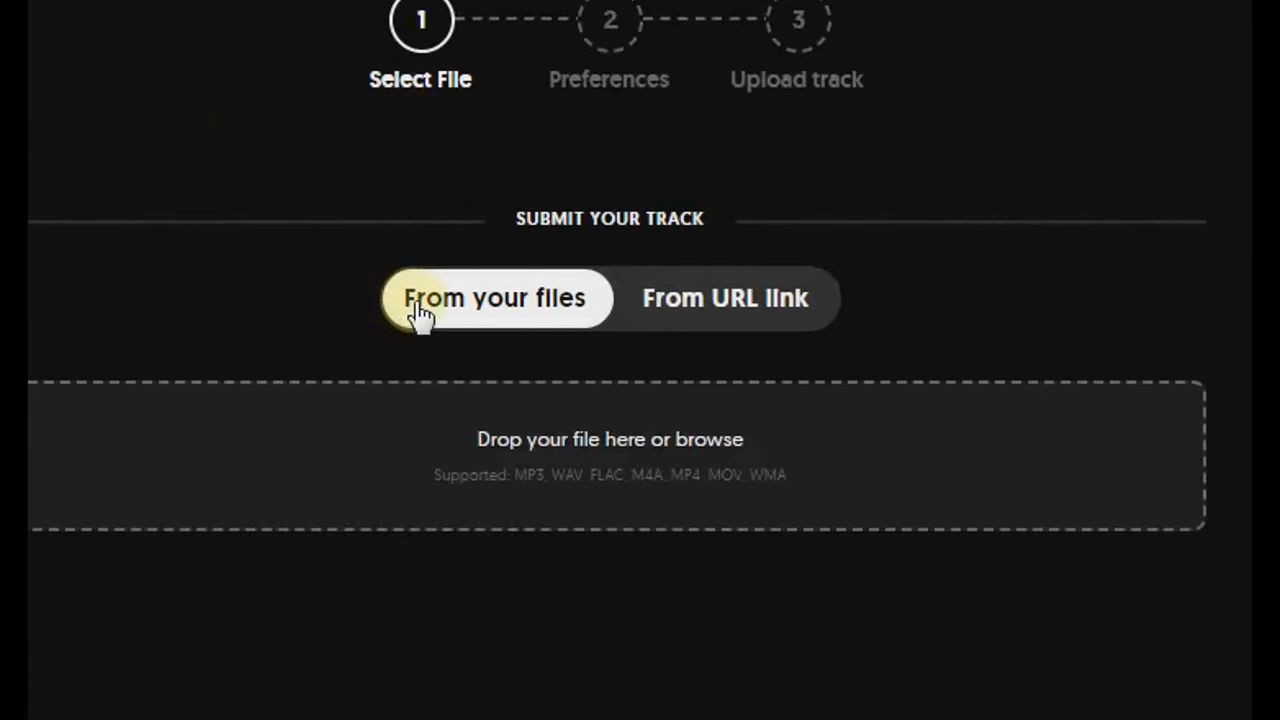 1 2 3
Select File Preferences Upload track
SUBMIT YOUR TRACK
From your files From URL link
Drop your file here or browse
Supported: MP3, WAV, FLAC, M4A, MP4, MOV, WMA